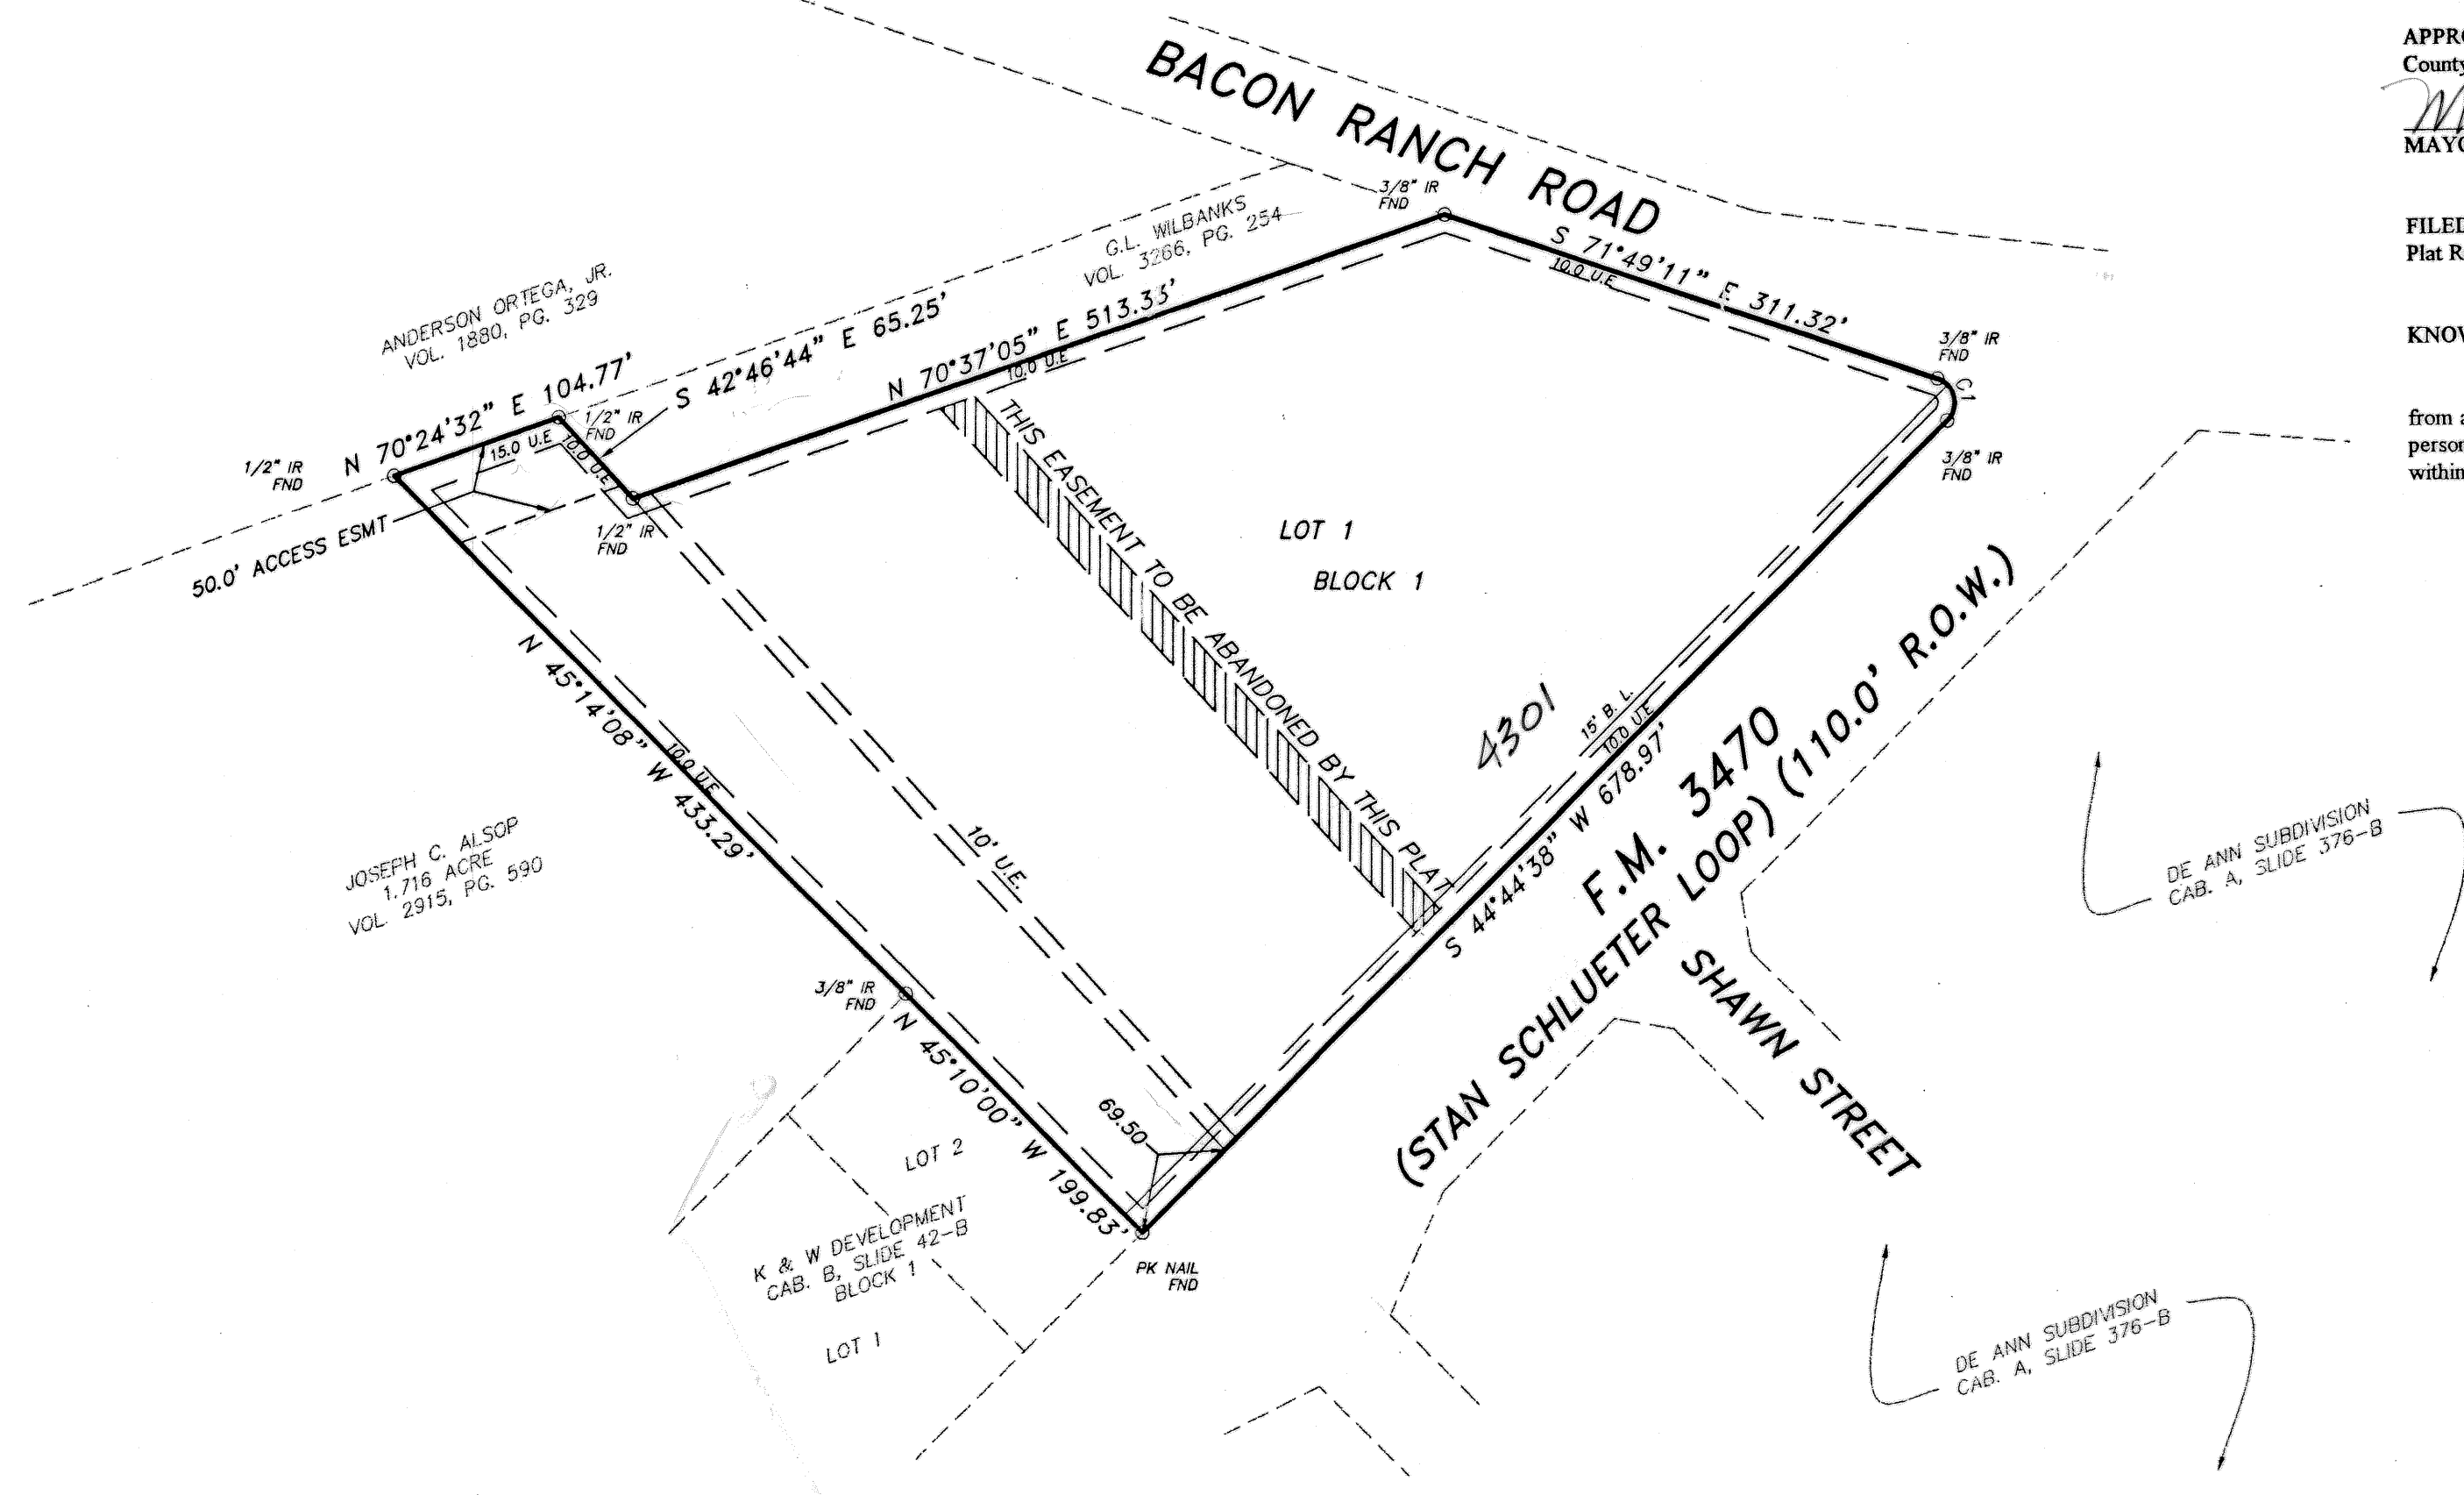 BACON RANCH ROAD
APPR
County
MAYO
FILED
Plat R
KNOW
from a
person
within
3/8" IR
FND
S 71°49'11" E 311.32'
10.0 U.E
3/8" IR
FND
C1
3/8" IR
FND
G.L. WILBANKS
VOL. 3266, PG. 254
ANDERSON ORTEGA, JR.
VOL. 1880, PG. 329
N 70°24'32" E 104.77'
S 42°46'44" E 65.25'
N 70°37'05" E 513.33'
10.0 U.E
1/2" IR
FND
1/2" IR
FND
15.0 U.E
10.0 U.E
1/2" IR
FND
50.0' ACCESS ESMT
THIS EASEMENT TO BE ABANDONED BY THIS PLAT
LOT 1
BLOCK 1
4301
15' B. L.
10.0 U.E
S 44°44'38" W 678.97'
F.M. 3470
(STAN SCHLUETER LOOP) (110.0' R.O.W.)
SHAWN STREET
N 45°14'08" W 433.29'
10.0 U.E
10' U.E.
JOSEPH C. ALSOP
1.716 ACRE
VOL. 2915, PG. 590
3/8" IR
FND
N 45°10'00" W 199.83'
69.50
LOT 2
K & W DEVELOPMENT
CAB. B, SLIDE 42-B
BLOCK 1
LOT 1
PK NAIL
FND
DE ANN SUBDIVISION
CAB. A, SLIDE 376-B
DE ANN SUBDIVISION
CAB. A, SLIDE 376-B